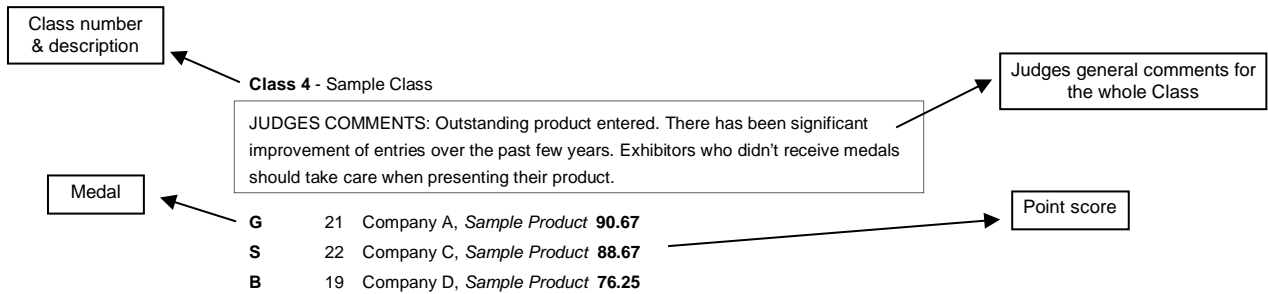 Class number
& description
Class 4 - Sample Class
Judges general comments for
the whole Class
JUDGES COMMENTS: Outstanding product entered. There has been significant
improvement of entries over the past few years. Exhibitors who didn't receive medals
should take care when presenting their product.
Medal
Point score
G 21 Company A, Sample Product 90.67
S 22 Company C, Sample Product 88.67
B 19 Company D, Sample Product 76.25